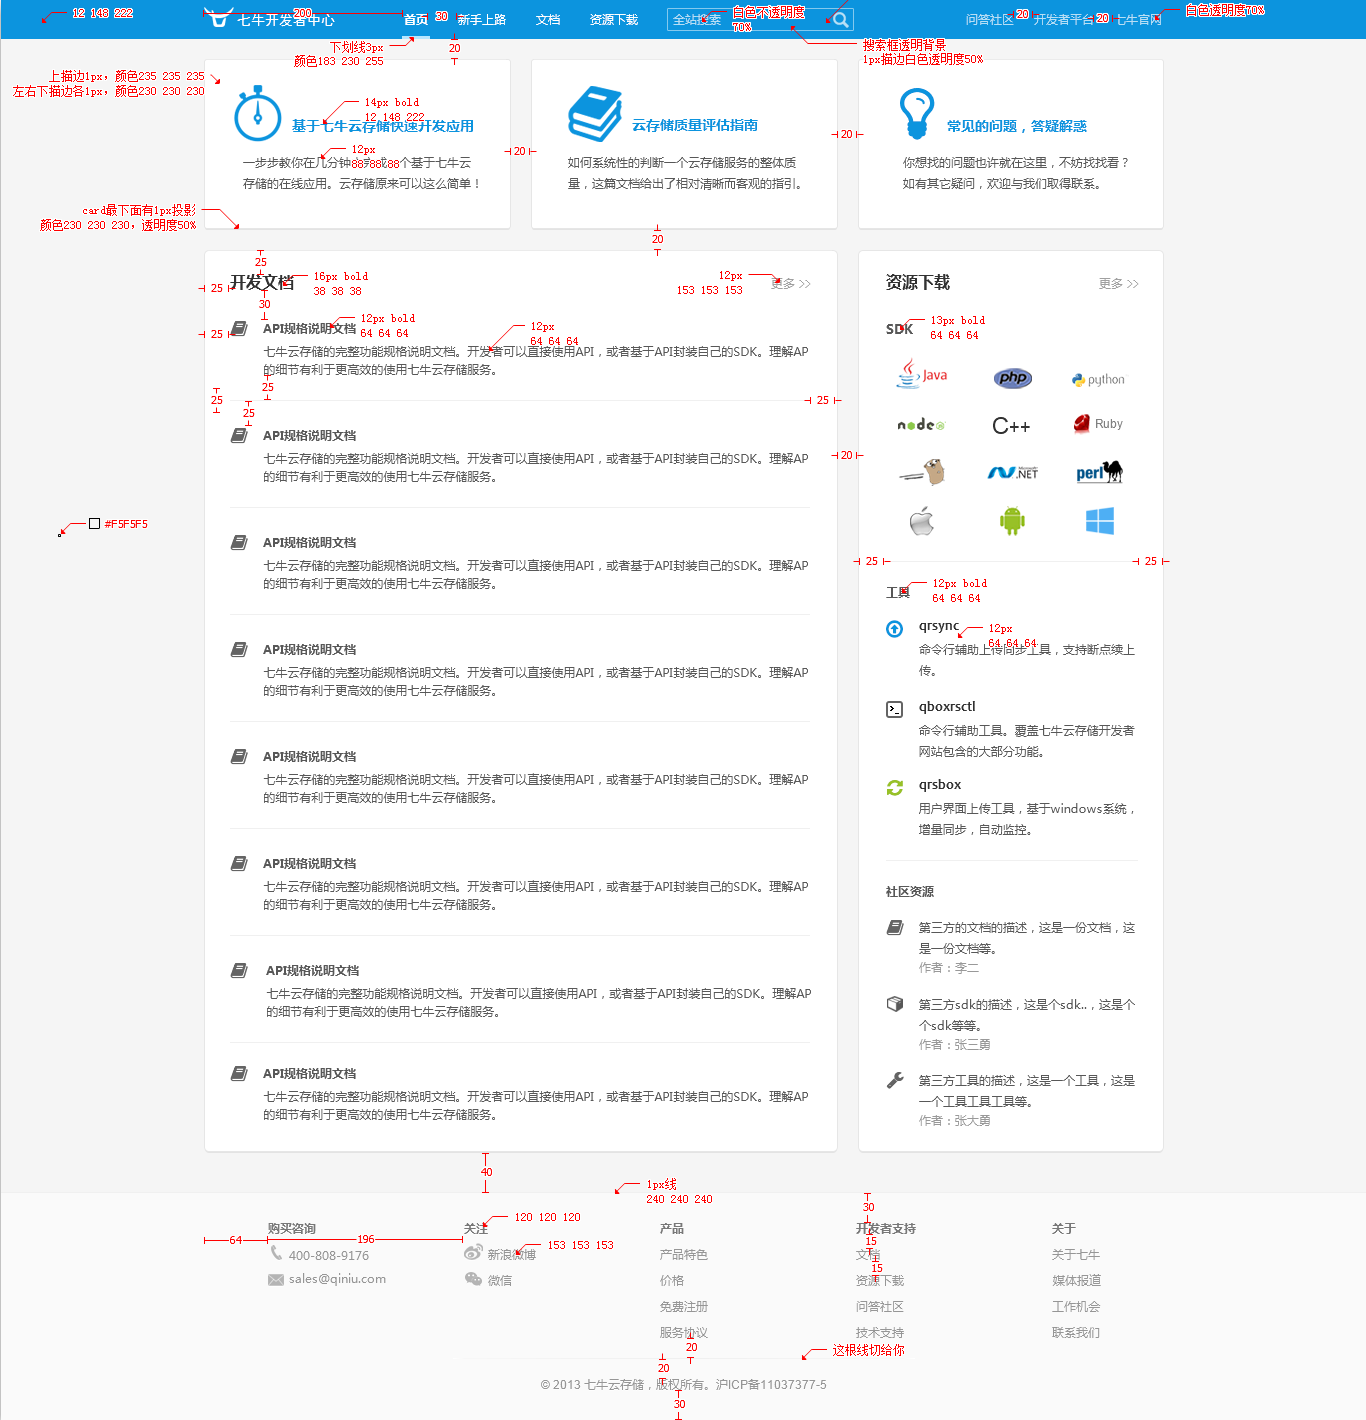 12 148 222
七牛开发者中心
200
首页
30
新手上路
文档
资源下载
全站搜索
白色不透明度
70%
问答社区
20
开发者平台
20
七牛官网
白色透明度70%
下划线3px
颜色183 230 255
20
搜索框透明背景
1px描边白色透明度50%
上描边1px，颜色235 235 235
左右下描边各1px，颜色230 230 230
14px bold
12 148 222
基于七牛云存储快速开发应用
12px
88 88 88
一步步教你在几分钟 个基于七牛云
存储的在线应用。云存储原来可以这么简单！
20
云存储质量评估指南
如何系统性的判断一个云存储服务的整体质
量，这篇文档给出了相对清晰而客观的指引。
20
常见的问题，答疑解惑
你想找的问题也许就在这里，不妨找找看？
如有其它疑问，欢迎与我们取得联系。
card最下面有1px投影
颜色230 230 230，透明度50%
20
25
开发文档
16px bold
38 38 38
12px
153 153 153
更多
25
30
25
API规格说明文档
12px bold
64 64 64
12px
64 64 64
七牛云存储的完整功能规格说明文档。开发者可以直接使用API，或者基于API封装自己的SDK。理解AP
的细节有利于更高效的使用七牛云存储服务。
25
25
25
25
API规格说明文档
七牛云存储的完整功能规格说明文档。开发者可以直接使用API，或者基于API封装自己的SDK。理解AP
的细节有利于更高效的使用七牛云存储服务。
20
API规格说明文档
七牛云存储的完整功能规格说明文档。开发者可以直接使用API，或者基于API封装自己的SDK。理解AP
的细节有利于更高效的使用七牛云存储服务。
API规格说明文档
七牛云存储的完整功能规格说明文档。开发者可以直接使用API，或者基于API封装自己的SDK。理解AP
的细节有利于更高效的使用七牛云存储服务。
API规格说明文档
七牛云存储的完整功能规格说明文档。开发者可以直接使用API，或者基于API封装自己的SDK。理解AP
的细节有利于更高效的使用七牛云存储服务。
API规格说明文档
七牛云存储的完整功能规格说明文档。开发者可以直接使用API，或者基于API封装自己的SDK。理解AP
的细节有利于更高效的使用七牛云存储服务。
API规格说明文档
七牛云存储的完整功能规格说明文档。开发者可以直接使用API，或者基于API封装自己的SDK。理解AP
的细节有利于更高效的使用七牛云存储服务。
API规格说明文档
七牛云存储的完整功能规格说明文档。开发者可以直接使用API，或者基于API封装自己的SDK。理解AP
的细节有利于更高效的使用七牛云存储服务。
#F5F5F5
资源下载
更多
SDK
13px bold
64 64 64
Java
php
python
node
C++
Ruby
.NET
perl
25
25
工具
12px bold
64 64 64
qrsync
12px
64 64 64
命令行辅助上传同步工具，支持断点续上
传。
qboxrsctl
命令行辅助工具。覆盖七牛云存储开发者
网站包含的大部分功能。
qrsbox
用户界面上传工具，基于windows系统，
增量同步，自动监控。
社区资源
第三方的文档的描述，这是一份文档，这
是一份文档等。
作者：李二
第三方sdk的描述，这是个sdk..，这是个
个sdk等等。
作者：张三勇
第三方工具的描述，这是一个工具，这是
一个工具工具工具等。
作者：张大勇
40
1px线
240 240 240
30
64
购买咨询
400-808-9176
sales@qiniu.com
196
关注
120 120 120
153 153 153
新浪微博
微信
产品
产品特色
价格
免费注册
服务协议
开发者支持
15
文档
15
资源下载
问答社区
技术支持
关于
关于七牛
媒体报道
工作机会
联系我们
20
这根线切给你
20
© 2013 七牛云存储，版权所有。沪ICP备11037377-5
30